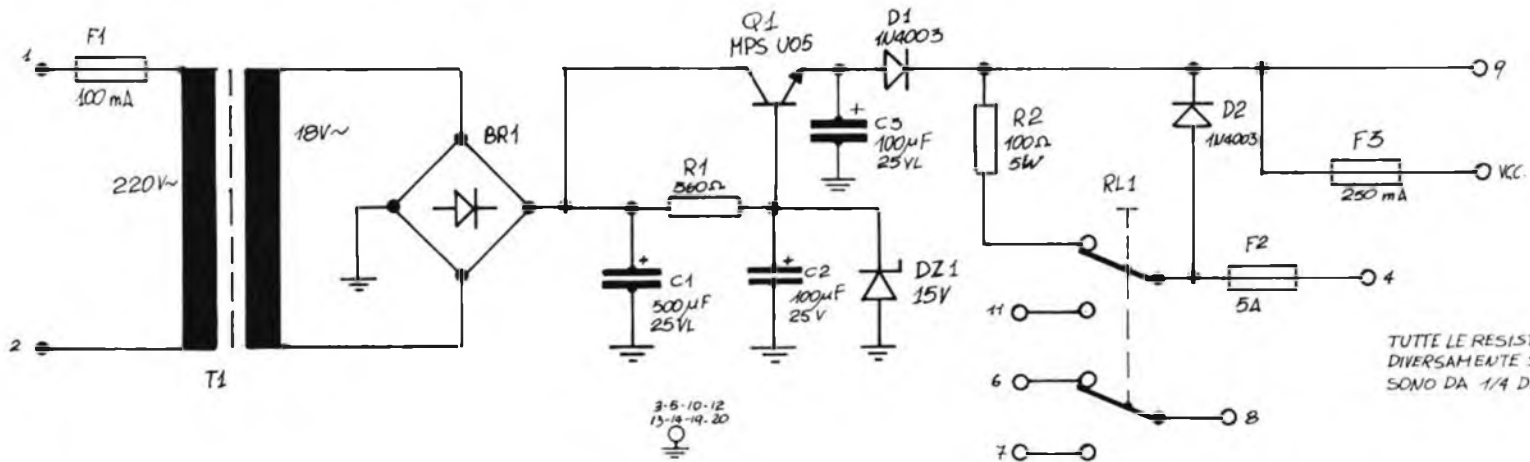 1
F1
100 mA
2
220V~
T1
18V~
BR1
Q1
MPS U05
R1
560Ω
C1
500µF
25VL
C2
100µF
25V
DZ1
15V
+
+
+
C3
100µF
25VL
D1
1N4003
R2
100Ω
5W
RL1
D2
1N4003
F3
250 mA
9
VCC.
F2
5A
4
11
6
8
7
3-5-10-12
13-14-19-20
TUTTE LE
DIVERSAMENTE
SONO DA 1/4